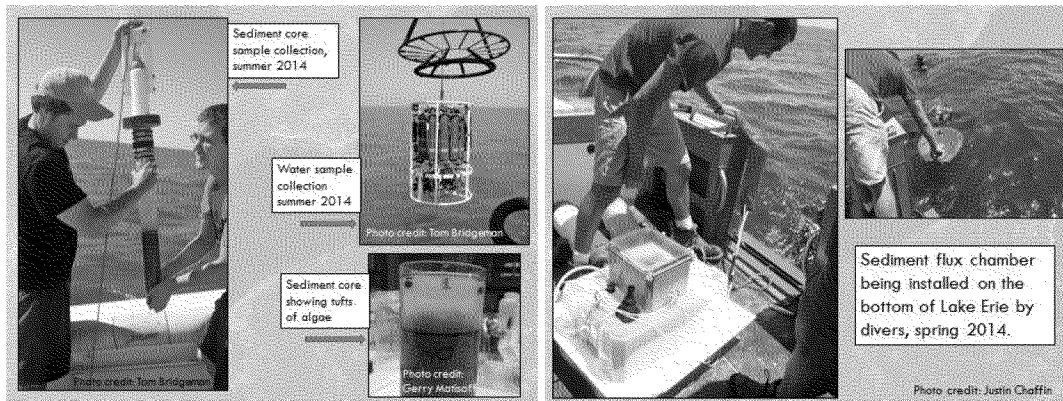 Sediment core
sample collection,
summer 2014
Photo credit: Tom Bridgeman
Water sample
collection
summer 2014
Photo credit: Tom Bridgeman
Sediment core
showing tufts
of algae
Photo credit:
Gerry Matisoff
Sediment flux chamber
being installed on the
bottom of Lake Erie by
divers, spring 2014.
Photo credit: Justin Chaffin